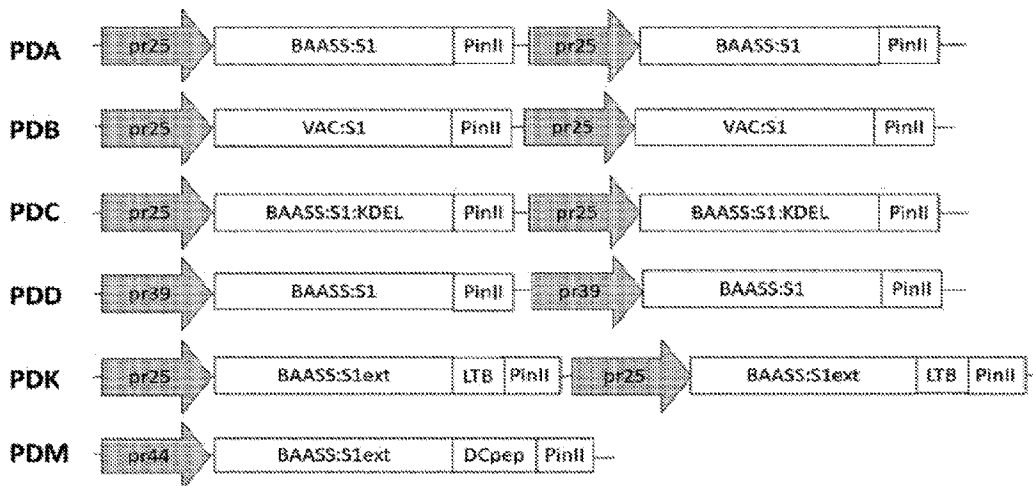 PDA pr25 BAASS:S1 PinII pr25 BAASS:S1 PinII
PDB pr25 VAC:S1 PinII pr25 VAC:S1 PinII
PDC pr25 BAASS:S1:KDEL PinII pr25 BAASS:S1:KDEL PinII
PDD pr39 BAASS:S1 PinII pr39 BAASS:S1 PinII
PDK pr25 BAASS:S1ext LTB PinII pr25 BAASS:S1ext LTB PinII
PDM pr44 BAASS:S1ext DCpep PinII